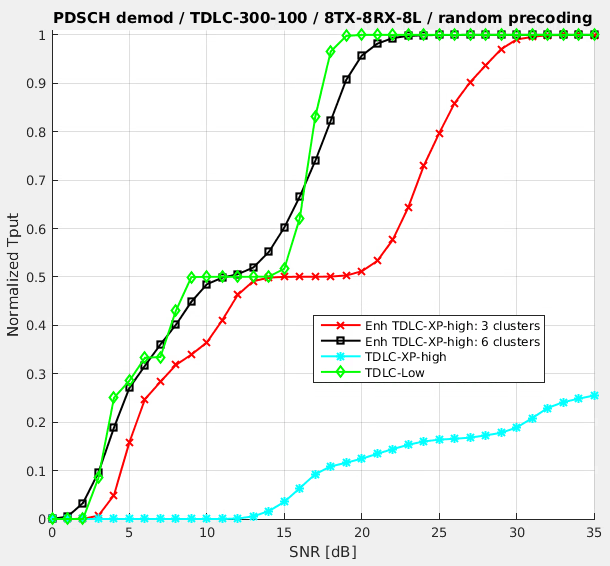 PDSCH demod / TDLC-300-100 / 8TX-8RX-8L / random precoding
Normalized Tput
1
0.9
0.8
0.7
0.6
0.5
0.4
0.3
0.2
0.1
0
Enh TDLC-XP-high: 3 clusters
Enh TDLC-XP-high: 6 clusters
TDLC-XP-high
TDLC-Low
0 5 10 15 20 25 30 35
SNR [dB]